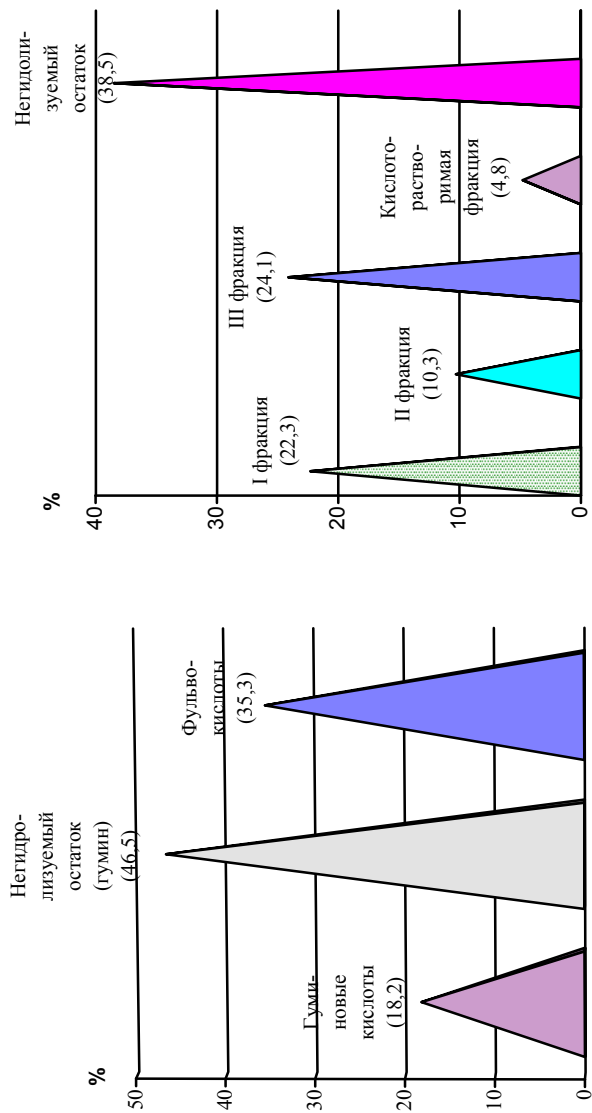 %
50
40
30
20
10
0
Гуми-
новые
кислоты
(18,2)
Негидро-
лизуемый
остаток
(гумин)
(46,5)
Фульво-
кислоты
(35,3)
%
40
30
20
10
0
I фракция
(22,3)
II фракция
(10,3)
III фракция
(24,1)
Кислото-
раство-
римая
фракция
(4,8)
Негидоли-
зуемый
остаток
(38,5)